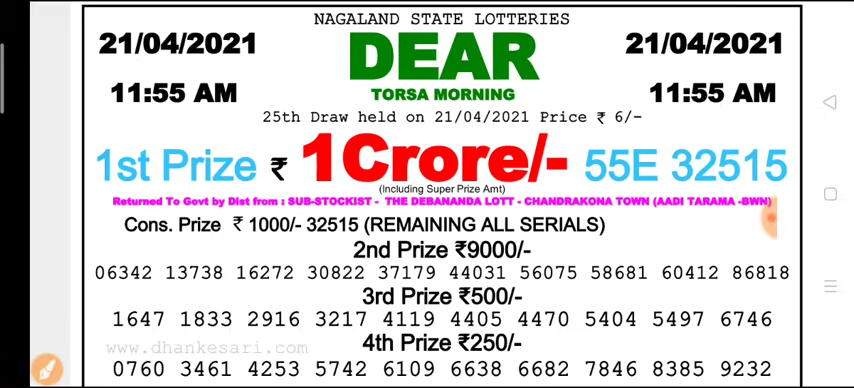 NAGALAND STATE LOTTERIES
21/04/2021 DEAR 21/04/2021
11:55 AM TORSA MORNING 11:55 AM
25th Draw held on 21/04/2021 Price ₹ 6/-
1st Prize ₹ 1Crore/- 55E 32515
(Including Super Prize Amt)
Returned To Govt by Dist from : SUB-STOCKIST - THE DEBANANDA LOTT - CHANDRAKONA TOWN (AADI TARAMA -BWN)
Cons. Prize ₹ 1000/- 32515 (REMAINING ALL SERIALS)
2nd Prize ₹9000/-
06342 13738 16272 30822 37179 44031 56075 58681 60412 86818
3rd Prize ₹500/-
1647 1833 2916 3217 4119 4405 4470 5404 5497 6746
www.dhankesari.com
4th Prize ₹250/-
0760 3461 4253 5742 6109 6638 6682 7846 8385 9232